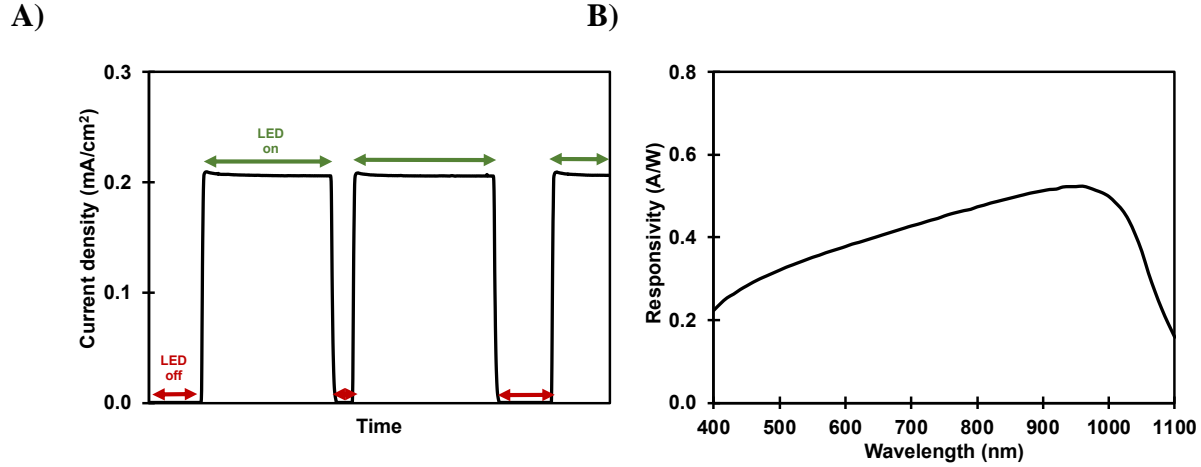 A)
B)
0.3
0.2
0.1
0.0
Current density (mA/cm²)
LED
on
LED
off
Time
0.8
0.6
0.4
0.2
0.0
Responsivity (A/W)
400 500 600 700 800 900 1000 1100
Wavelength (nm)